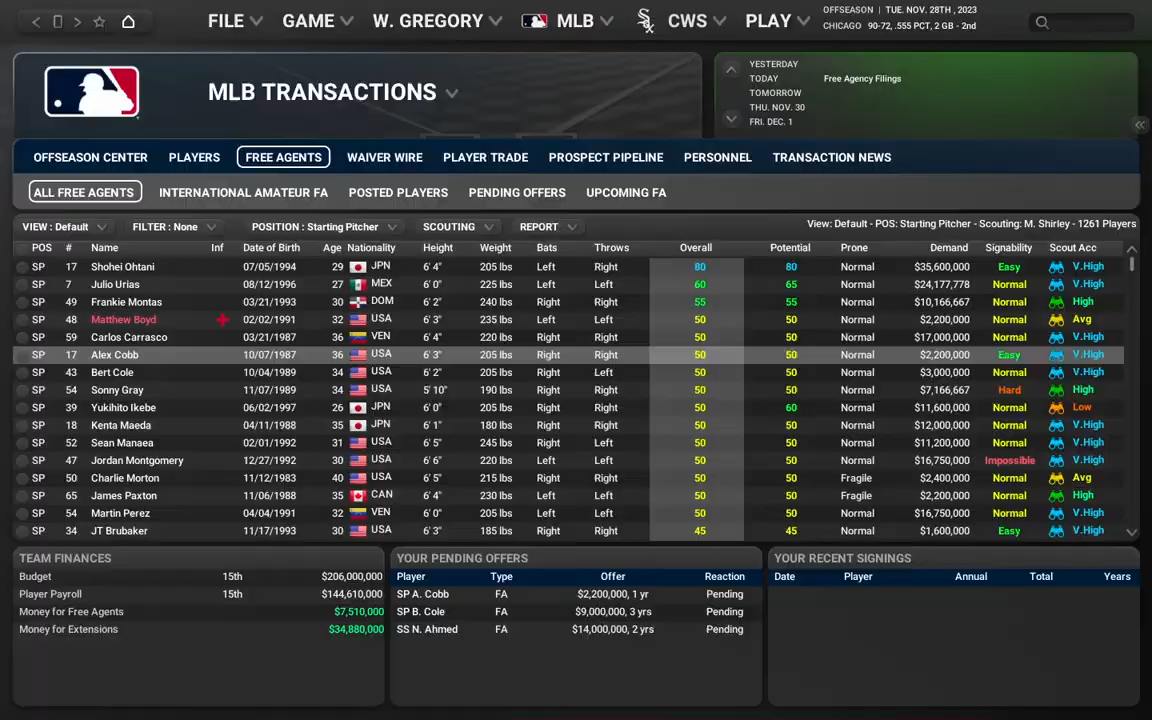 FILE GAME W. GREGORY MLB CWS PLAY
OFFSEASON | TUE. NOV. 28TH , 2023
CHICAGO 90-72, .555 PCT, 2 GB - 2nd
MLB TRANSACTIONS
YESTERDAY
TODAY Free Agency Filings
TOMORROW
THU. NOV. 30
FRI. DEC. 1
OFFSEASON CENTER PLAYERS FREE AGENTS WAIVER WIRE PLAYER TRADE PROSPECT PIPELINE PERSONNEL TRANSACTION NEWS
ALL FREE AGENTS INTERNATIONAL AMATEUR FA POSTED PLAYERS PENDING OFFERS UPCOMING FA
VIEW : Default FILTER : None POSITION : Starting Pitcher SCOUTING REPORT View: Default - POS: Starting Pitcher - Scouting: M. Shirley - 1261 Players
POS # Name Inf Date of Birth Age Nationality Height Weight Bats Throws Overall Potential Prone Demand Signability Scout Acc
SP 17 Shohei Ohtani 07/05/1994 29 JPN 6' 4" 205 lbs Left Right 80 80 Normal $35,600,000 Easy V.High
SP 7 Julio Urias 08/12/1996 27 MEX 6' 0" 225 lbs Left Left 60 65 Normal $24,177,778 Normal V.High
SP 49 Frankie Montas 03/21/1993 30 DOM 6' 2" 240 lbs Right Right 55 55 Normal $10,166,667 Normal High
SP 48 Matthew Boyd 02/02/1991 32 USA 6' 3" 235 lbs Left Left 50 50 Normal $2,200,000 Normal Avg
SP 59 Carlos Carrasco 03/21/1987 36 VEN 6' 4" 220 lbs Right Right 50 50 Normal $17,000,000 Normal V.High
SP 17 Alex Cobb 10/07/1987 36 USA 6' 3" 205 lbs Right Right 50 50 Normal $2,200,000 Easy V.High
SP 43 Bert Cole 10/04/1989 34 USA 6' 2" 205 lbs Right Left 50 50 Normal $3,000,000 Normal V.High
SP 54 Sonny Gray 11/07/1989 34 USA 5' 10" 190 lbs Right Right 50 50 Normal $7,166,667 Hard High
SP 39 Yukihito Ikebe 06/02/1997 26 JPN 6' 0" 205 lbs Right Right 50 60 Normal $11,600,000 Normal Low
SP 18 Kenta Maeda 04/11/1988 35 JPN 6' 1" 180 lbs Right Right 50 50 Normal $12,000,000 Normal V.High
SP 52 Sean Manaea 02/01/1992 31 USA 6' 5" 245 lbs Right Left 50 50 Normal $11,200,000 Normal V.High
SP 47 Jordan Montgomery 12/27/1992 30 USA 6' 6" 220 lbs Left Left 50 50 Normal $16,750,000 Impossible V.High
SP 50 Charlie Morton 11/12/1983 40 USA 6' 5" 215 lbs Right Right 50 50 Fragile $2,400,000 Normal Avg
SP 65 James Paxton 11/06/1988 35 CAN 6' 4" 230 lbs Left Left 50 50 Fragile $2,200,000 Normal High
SP 54 Martin Perez 04/04/1991 32 VEN 6' 0" 205 lbs Left Left 50 50 Normal $16,750,000 Normal V.High
SP 34 JT Brubaker 11/17/1993 30 USA 6' 3" 185 lbs Right Right 45 45 Normal $1,600,000 Easy V.High
TEAM FINANCES
Budget 15th $206,000,000
Player Payroll 15th $144,610,000
Money for Free Agents $7,510,000
Money for Extensions $34,880,000
YOUR PENDING OFFERS
Player Type Offer Reaction
SP A. Cobb FA $2,200,000, 1 yr Pending
SP B. Cole FA $9,000,000, 3 yrs Pending
SS N. Ahmed FA $14,000,000, 2 yrs Pending
YOUR RECENT SIGNINGS
Date Player Annual Total Years